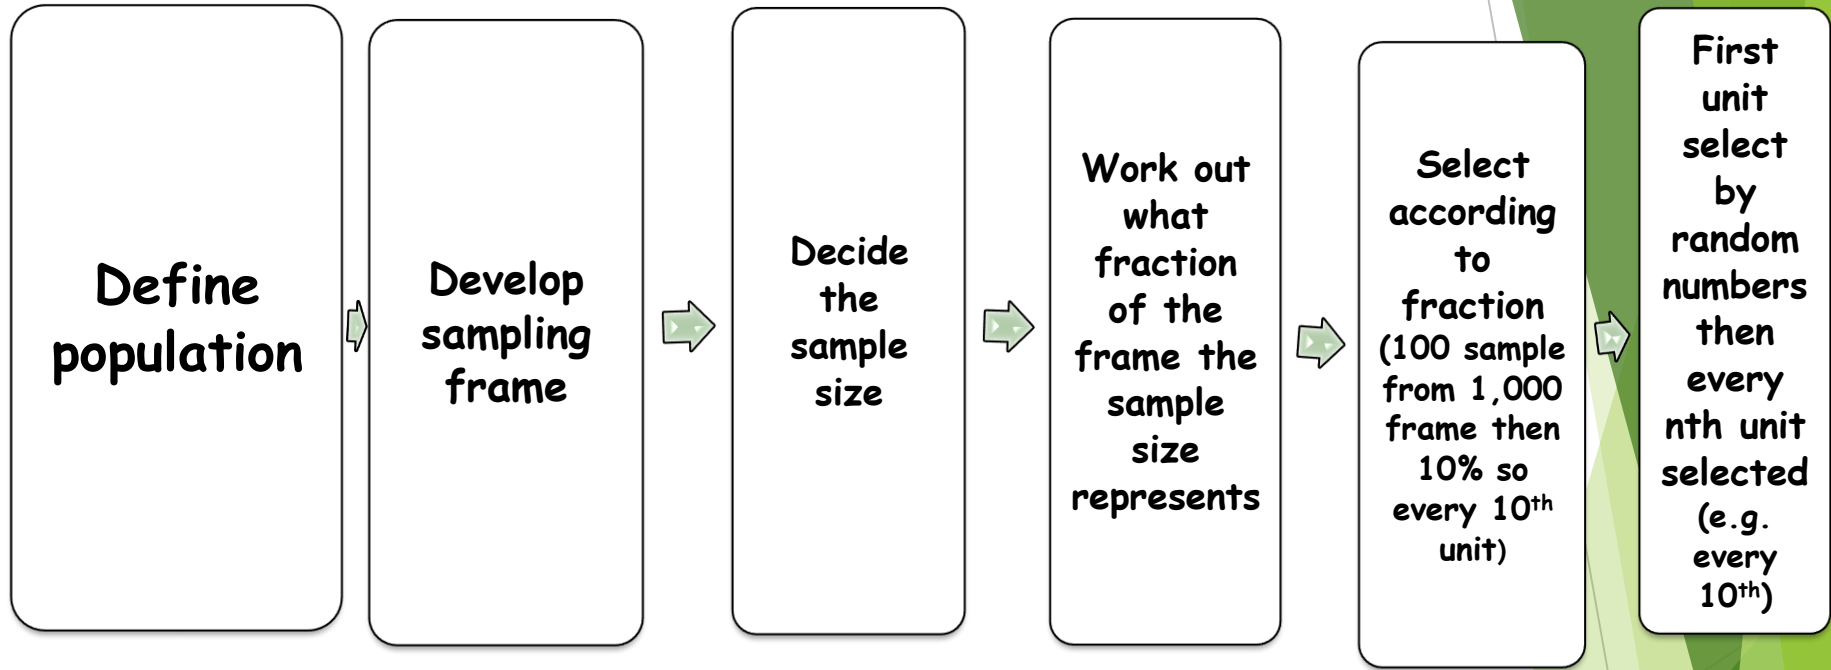 Define
population
Develop
sampling
frame
Decide
the
sample
size
Work out
what
fraction
of the
frame the
sample
size
represents
Select
according
to
fraction
(100 sample
from 1,000
frame then
10% so
every 10th
unit)
First
unit
select
by
random
numbers
then
every
nth unit
selected
(e.g.
every
10th)